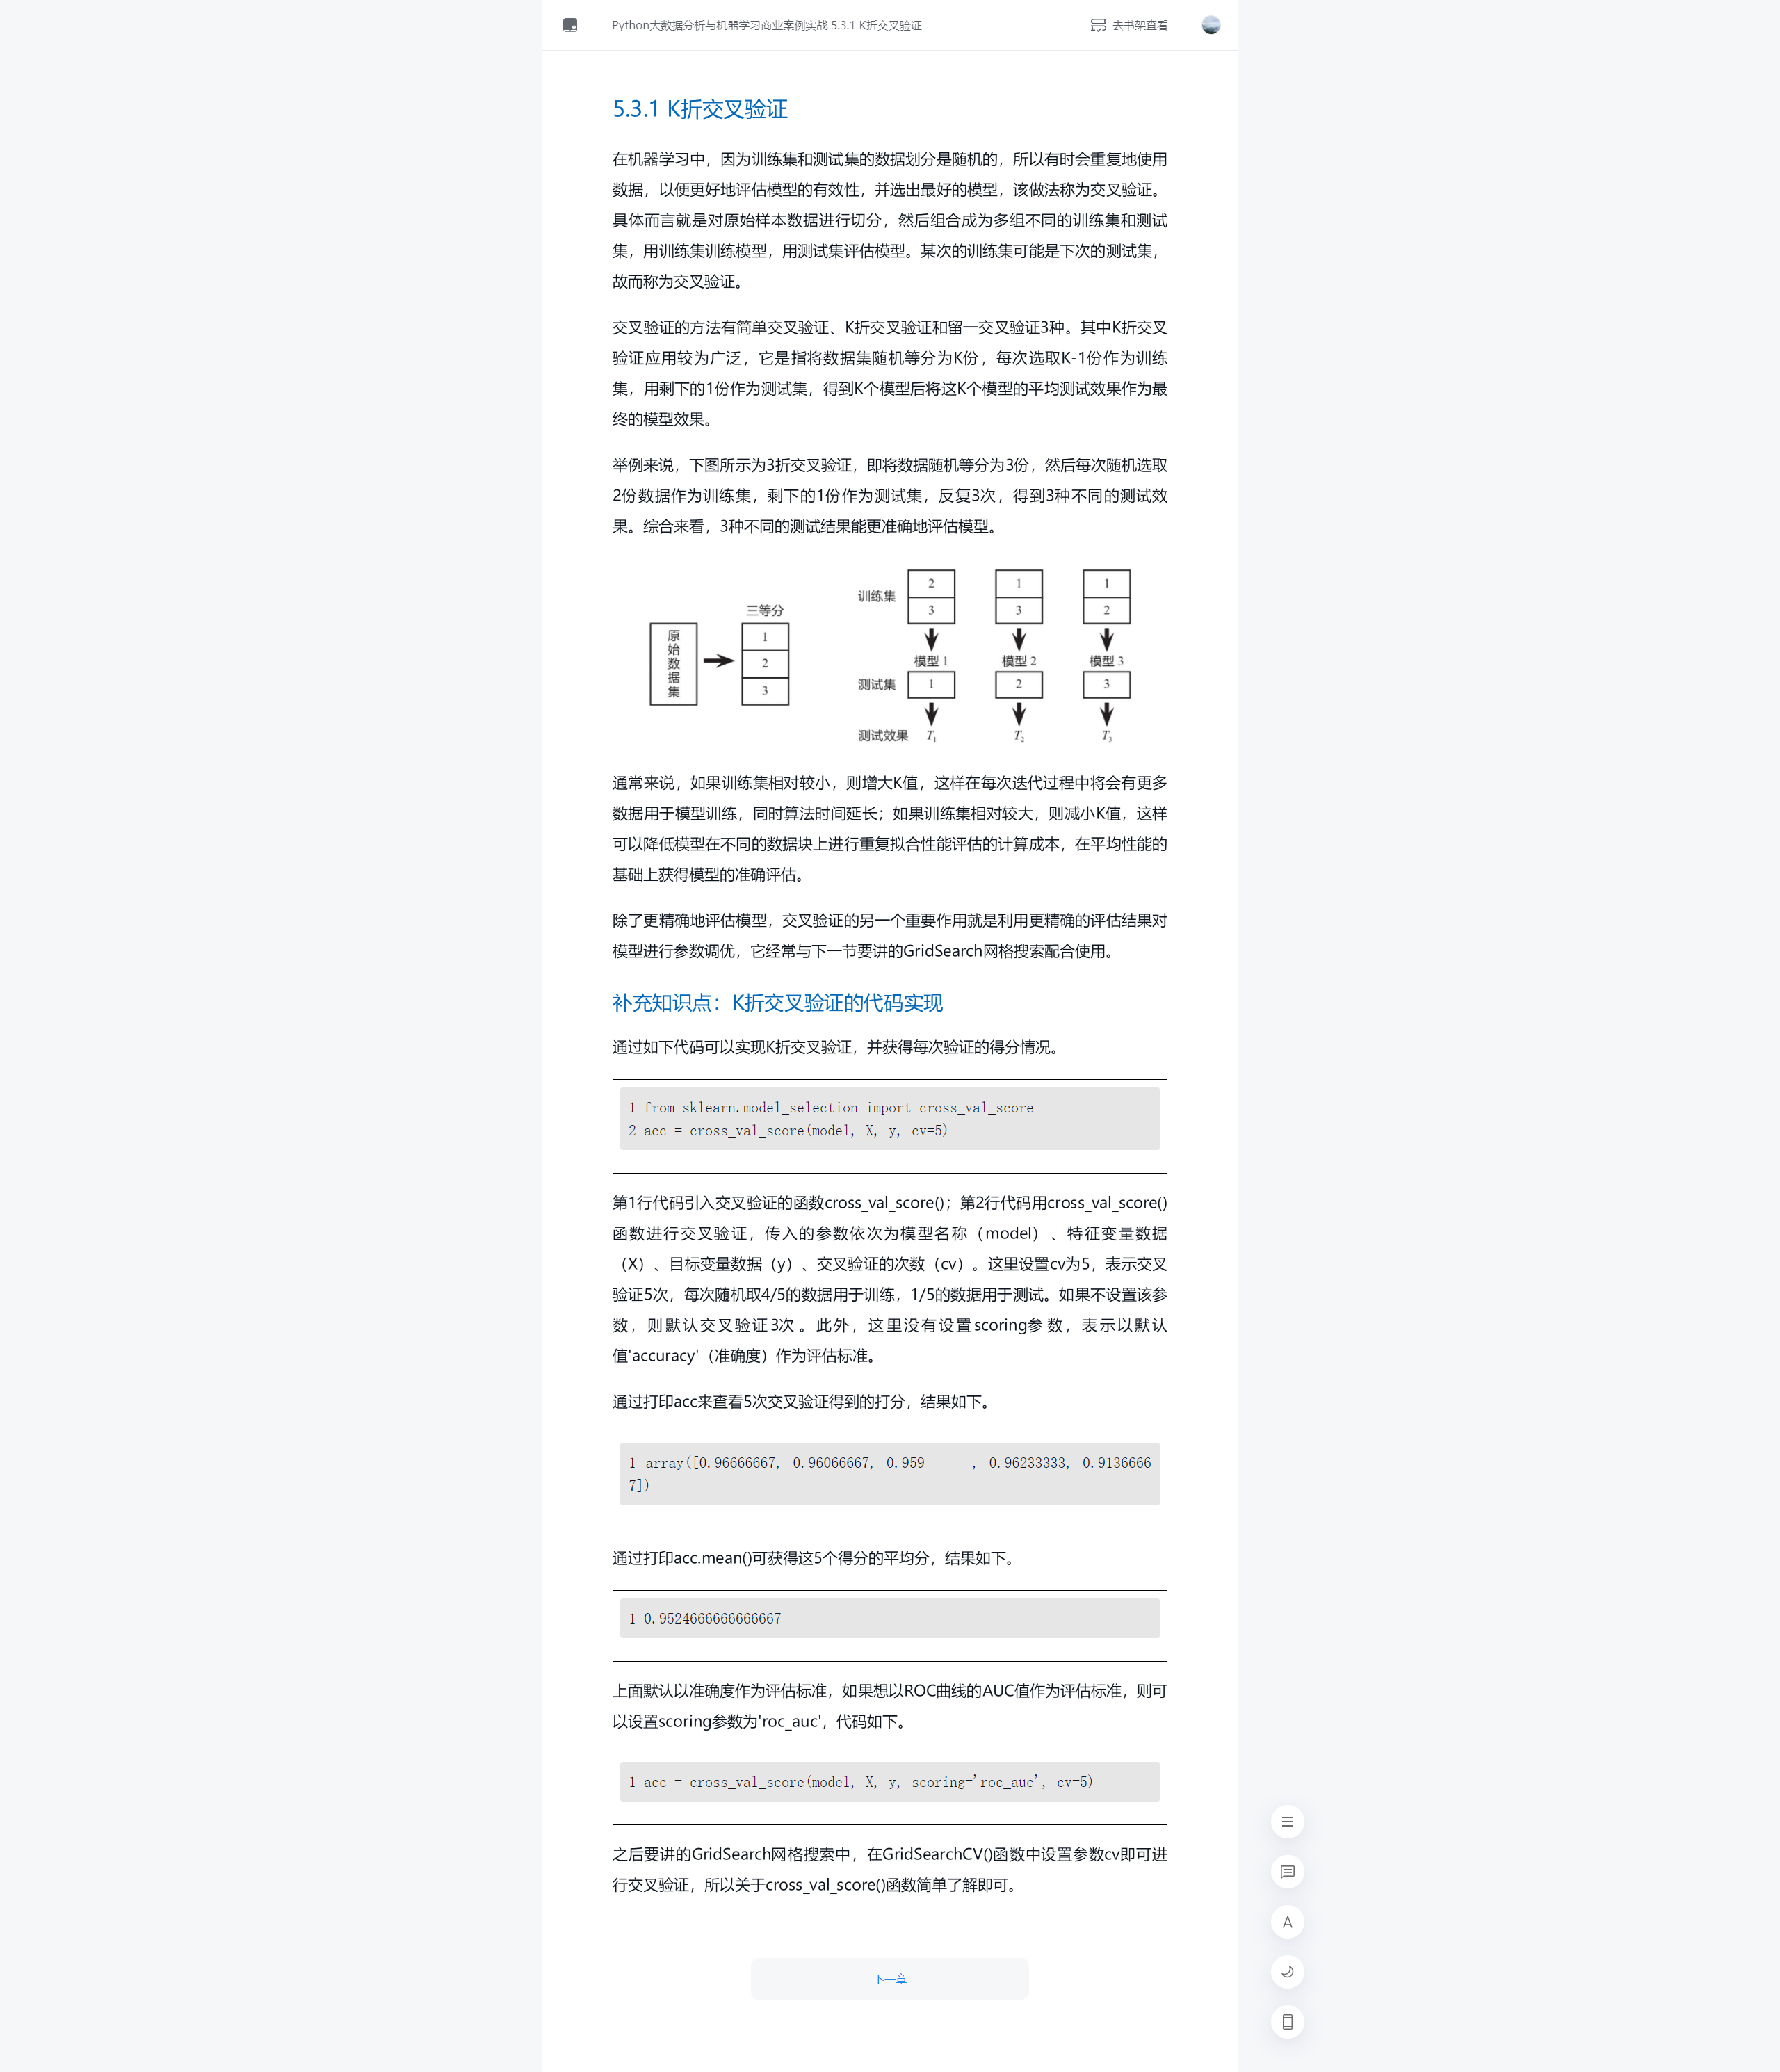 Python大数据分析与机器学习商业案例实战 5.3.1 K折交叉验证
去书架查看
5.3.1 K折交叉验证
在机器学习中，因为训练集和测试集的数据划分是随机的，所以有时会重复地使用
数据，以便更好地评估模型的有效性，并选出最好的模型，该做法称为交叉验证。
具体而言就是对原始样本数据进行切分，然后组合成为多组不同的训练集和测试
集，用训练集训练模型，用测试集评估模型。某次的训练集可能是下次的测试集，
故而称为交叉验证。
交叉验证的方法有简单交叉验证、K折交叉验证和留一交叉验证3种。其中K折交叉
验证应用较为广泛，它是指将数据集随机等分为K份，每次选取K-1份作为训练
集，用剩下的1份作为测试集，得到K个模型后将这K个模型的平均测试效果作为最
终的模型效果。
举例来说，下图所示为3折交叉验证，即将数据随机等分为3份，然后每次随机选取
2份数据作为训练集，剩下的1份作为测试集，反复3次，得到3种不同的测试效
果。综合来看，3种不同的测试结果能更准确地评估模型。
原始数据集
三等分
1
2
3
训练集
2 1 1
3 3 2
模型 1 模型 2 模型 3
测试集 1 2 3
测试效果 T1 T2 T3
通常来说，如果训练集相对较小，则增大K值，这样在每次迭代过程中将会有更多
数据用于模型训练，同时算法时间延长；如果训练集相对较大，则减小K值，这样
可以降低模型在不同的数据块上进行重复拟合性能评估的计算成本，在平均性能的
基础上获得模型的准确评估。
除了更精确地评估模型，交叉验证的另一个重要作用就是利用更精确的评估结果对
模型进行参数调优，它经常与下一节要讲的GridSearch网格搜索配合使用。
补充知识点：K折交叉验证的代码实现
通过如下代码可以实现K折交叉验证，并获得每次验证的得分情况。
1 from sklearn.model_selection import cross_val_score
2 acc = cross_val_score(model, X, y, cv=5)
第1行代码引入交叉验证的函数cross_val_score()；第2行代码用cross_val_score()
函数进行交叉验证，传入的参数依次为模型名称（model）、特征变量数据
（X）、目标变量数据（y）、交叉验证的次数（cv）。这里设置cv为5，表示交叉
验证5次，每次随机取4/5的数据用于训练，1/5的数据用于测试。如果不设置该参
数，则默认交叉验证3次。此外，这里没有设置scoring参数，表示以默认
值'accuracy'（准确度）作为评估标准。
通过打印acc来查看5次交叉验证得到的打分，结果如下。
1 array([0.96666667, 0.96066667, 0.959     , 0.96233333, 0.9136666
7])
通过打印acc.mean()可获得这5个得分的平均分，结果如下。
1 0.9524666666666667
上面默认以准确度作为评估标准，如果想以ROC曲线的AUC值作为评估标准，则可
以设置scoring参数为'roc_auc'，代码如下。
1 acc = cross_val_score(model, X, y, scoring='roc_auc', cv=5)
之后要讲的GridSearch网格搜索中，在GridSearchCV()函数中设置参数cv即可进
行交叉验证，所以关于cross_val_score()函数简单了解即可。
下一章
A